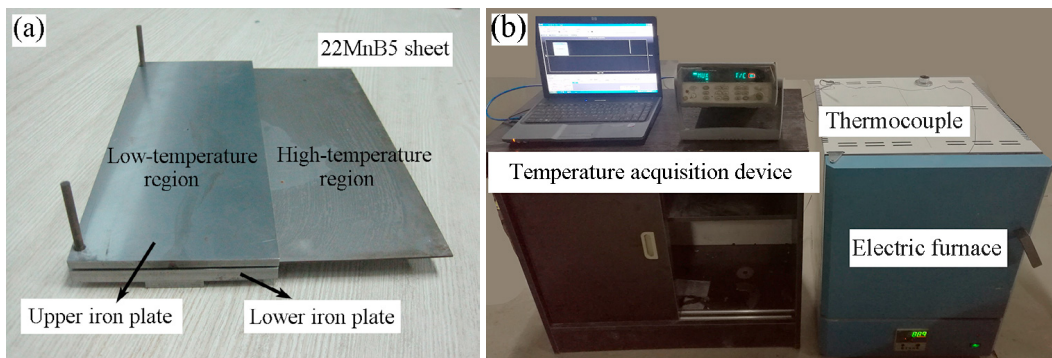 (a)
22MnB5 sheet
Low-temperature
region
High-temperature
region
Upper iron plate
Lower iron plate
(b)
Thermocouple
Temperature acquisition device
Electric furnace